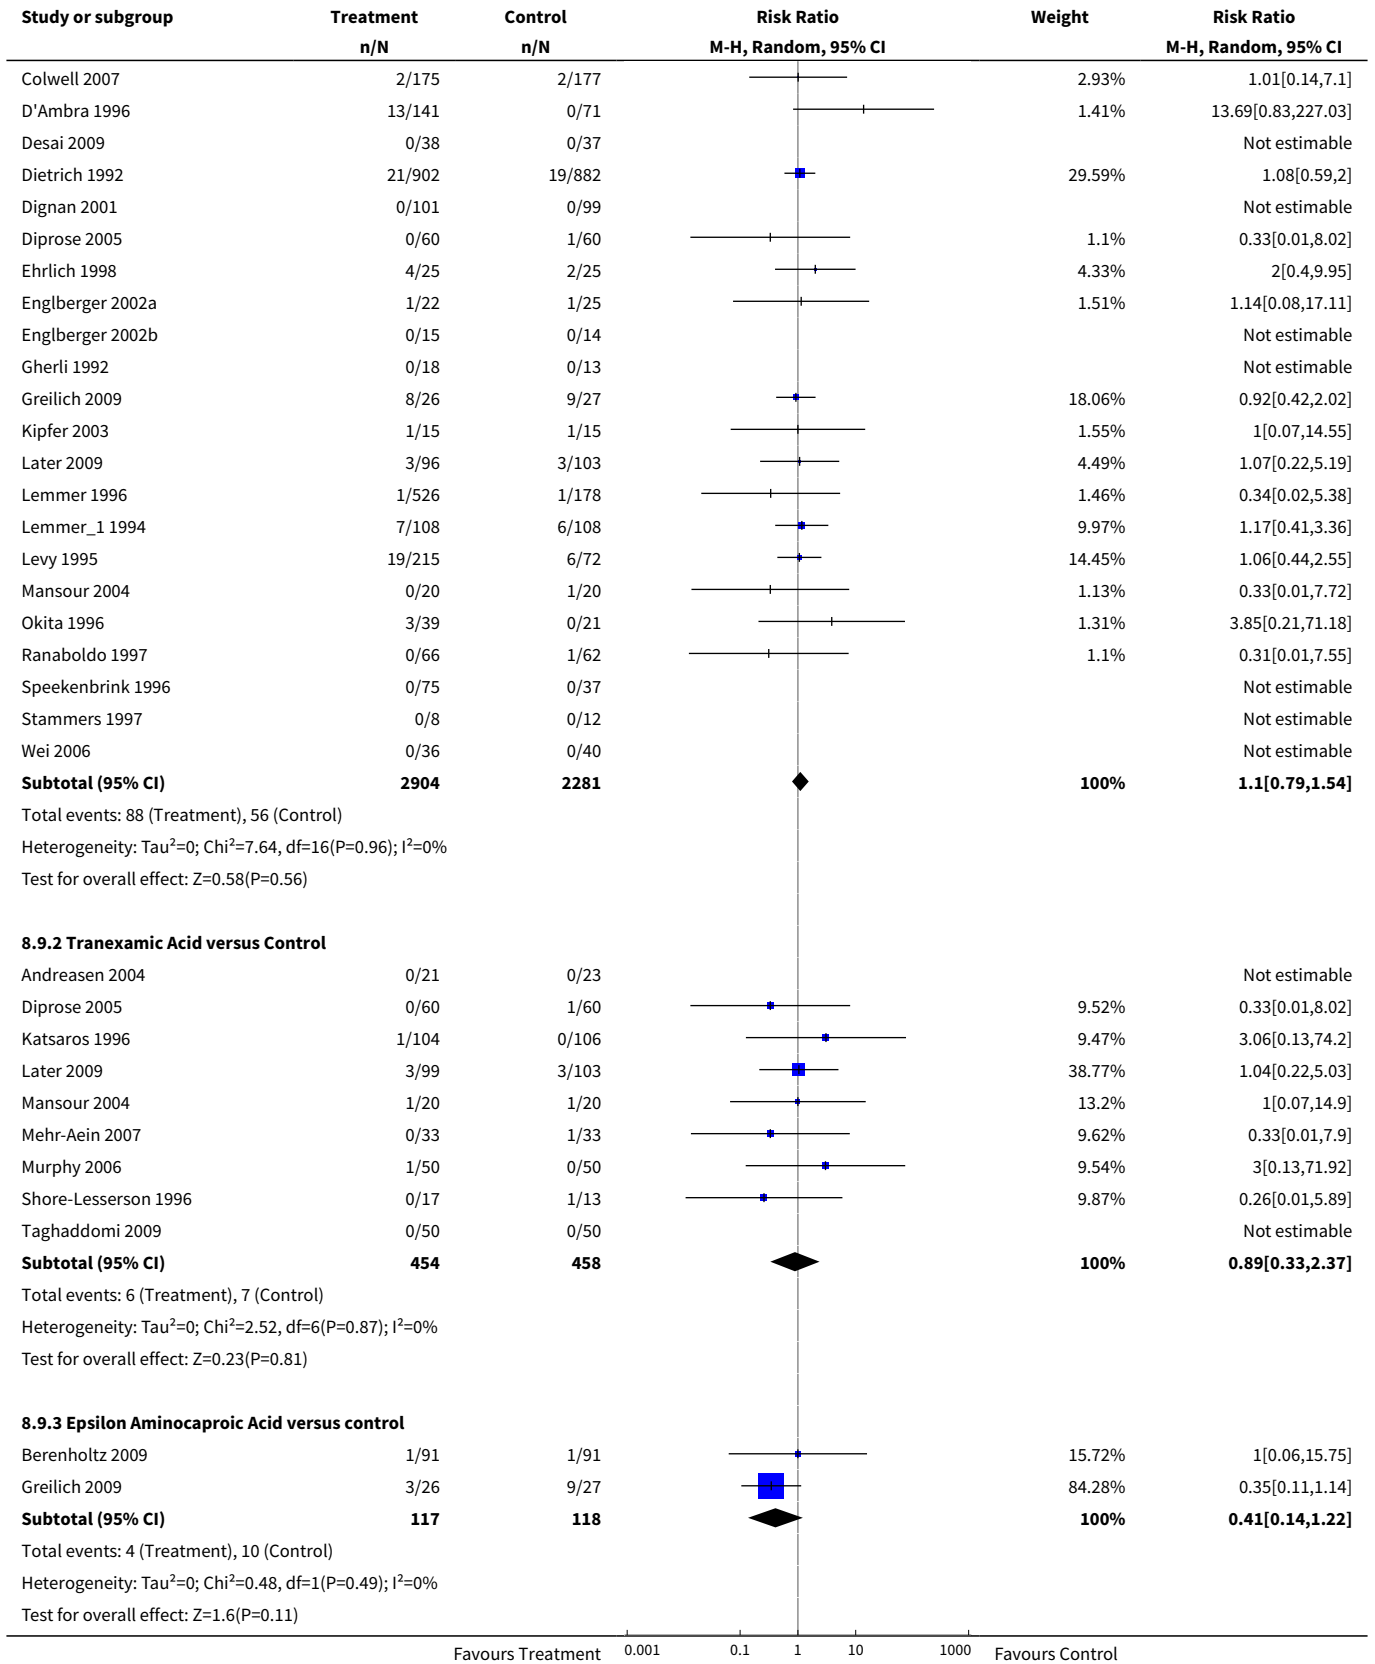 Study or subgroup Treatment Control Risk Ratio Weight Risk Ratio
n/N n/N M-H, Random, 95% CI M-H, Random, 95% CI
Colwell 2007 2/175 2/177 2.93% 1.01[0.14,7.1]
D'Ambra 1996 13/141 0/71 1.41% 13.69[0.83,227.03]
Desai 2009 0/38 0/37 Not estimable
Dietrich 1992 21/902 19/882 29.59% 1.08[0.59,2]
Dignan 2001 0/101 0/99 Not estimable
Diprose 2005 0/60 1/60 1.1% 0.33[0.01,8.02]
Ehrlich 1998 4/25 2/25 4.33% 2[0.4,9.95]
Englberger 2002a 1/22 1/25 1.51% 1.14[0.08,17.11]
Englberger 2002b 0/15 0/14 Not estimable
Gherli 1992 0/18 0/13 Not estimable
Greilich 2009 8/26 9/27 18.06% 0.92[0.42,2.02]
Kipfer 2003 1/15 1/15 1.55% 1[0.07,14.55]
Later 2009 3/96 3/103 4.49% 1.07[0.22,5.19]
Lemmer 1996 1/526 1/178 1.46% 0.34[0.02,5.38]
Lemmer_1 1994 7/108 6/108 9.97% 1.17[0.41,3.36]
Levy 1995 19/215 6/72 14.45% 1.06[0.44,2.55]
Mansour 2004 0/20 1/20 1.13% 0.33[0.01,7.72]
Okita 1996 3/39 0/21 1.31% 3.85[0.21,71.18]
Ranaboldo 1997 0/66 1/62 1.1% 0.31[0.01,7.55]
Speekenbrink 1996 0/75 0/37 Not estimable
Stammers 1997 0/8 0/12 Not estimable
Wei 2006 0/36 0/40 Not estimable
Subtotal (95% CI) 2904 2281 100% 1.1[0.79,1.54]
Total events: 88 (Treatment), 56 (Control)
Heterogeneity: Tau²=0; Chi²=7.64, df=16(P=0.96); I²=0%
Test for overall effect: Z=0.58(P=0.56)
8.9.2 Tranexamic Acid versus Control
Andreasen 2004 0/21 0/23 Not estimable
Diprose 2005 0/60 1/60 9.52% 0.33[0.01,8.02]
Katsaros 1996 1/104 0/106 9.47% 3.06[0.13,74.2]
Later 2009 3/99 3/103 38.77% 1.04[0.22,5.03]
Mansour 2004 1/20 1/20 13.2% 1[0.07,14.9]
Mehr-Aein 2007 0/33 1/33 9.62% 0.33[0.01,7.9]
Murphy 2006 1/50 0/50 9.54% 3[0.13,71.92]
Shore-Lesserson 1996 0/17 1/13 9.87% 0.26[0.01,5.89]
Taghaddomi 2009 0/50 0/50 Not estimable
Subtotal (95% CI) 454 458 100% 0.89[0.33,2.37]
Total events: 6 (Treatment), 7 (Control)
Heterogeneity: Tau²=0; Chi²=2.52, df=6(P=0.87); I²=0%
Test for overall effect: Z=0.23(P=0.81)
8.9.3 Epsilon Aminocaproic Acid versus control
Berenholtz 2009 1/91 1/91 15.72% 1[0.06,15.75]
Greilich 2009 3/26 9/27 84.28% 0.35[0.11,1.14]
Subtotal (95% CI) 117 118 100% 0.41[0.14,1.22]
Total events: 4 (Treatment), 10 (Control)
Heterogeneity: Tau²=0; Chi²=0.48, df=1(P=0.49); I²=0%
Test for overall effect: Z=1.6(P=0.11)
Favours Treatment 0.001 0.1 1 10 1000 Favours Control